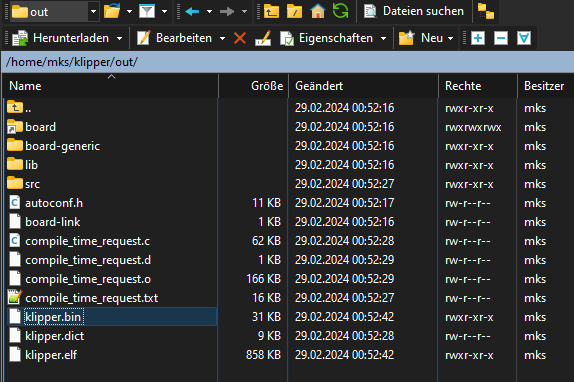 out Dateien suchen
Herunterladen Bearbeiten Eigenschaften Neu
/home/mks/klipper/out/
Name Größe Geändert Rechte Besitzer
.. 29.02.2024 00:52:16 rwxr-xr-x mks
board 29.02.2024 00:52:16 rwxrwxrwx mks
board-generic 29.02.2024 00:52:16 rwxr-xr-x mks
lib 29.02.2024 00:52:16 rwxr-xr-x mks
src 29.02.2024 00:52:27 rwxr-xr-x mks
autoconf.h 11 KB 29.02.2024 00:52:17 rw-r--r-- mks
board-link 1 KB 29.02.2024 00:52:16 rw-r--r-- mks
compile_time_request.c 62 KB 29.02.2024 00:52:28 rw-r--r-- mks
compile_time_request.d 1 KB 29.02.2024 00:52:29 rw-r--r-- mks
compile_time_request.o 166 KB 29.02.2024 00:52:29 rw-r--r-- mks
compile_time_request.txt 16 KB 29.02.2024 00:52:27 rw-r--r-- mks
klipper.bin 31 KB 29.02.2024 00:52:42 rwxr-xr-x mks
klipper.dict 9 KB 29.02.2024 00:52:28 rw-r--r-- mks
klipper.elf 858 KB 29.02.2024 00:52:42 rwxr-xr-x mks